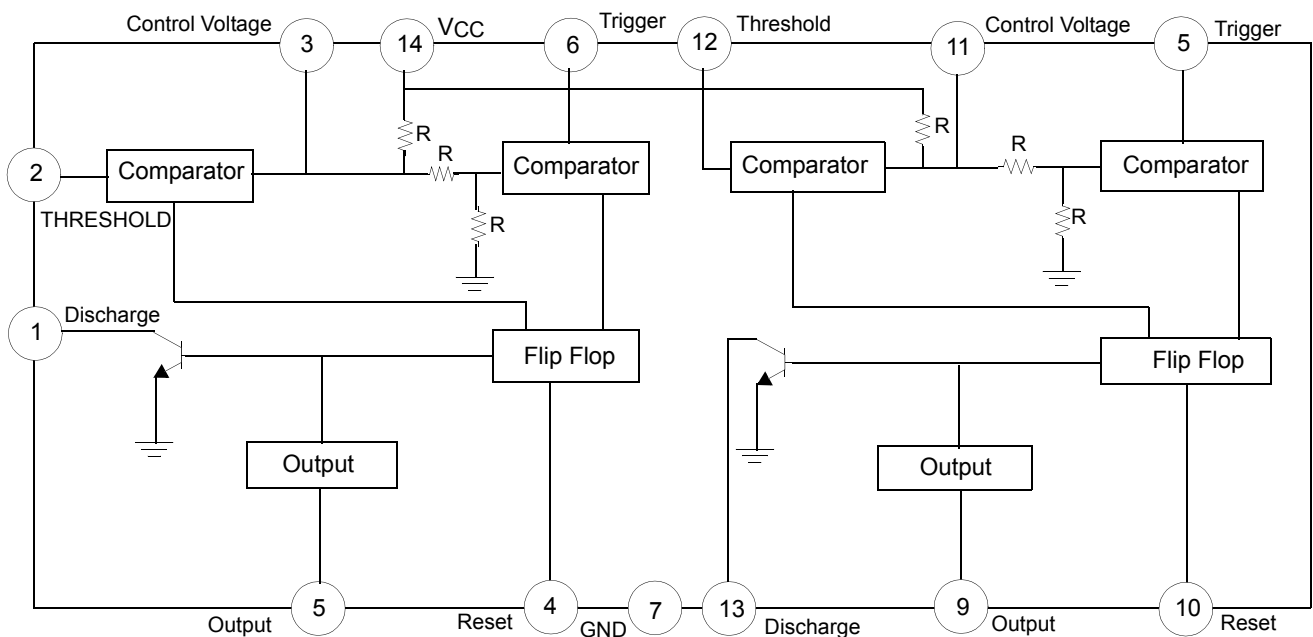 Control Voltage 3 14 VCC 6 Trigger 12 Threshold 11 Control Voltage 5 Trigger
R R
R R
2 Comparator Comparator Comparator Comparator
THRESHOLD R R
1 Discharge
Flip Flop Flip Flop
Output Output
Output 5 Reset 4 GND 7 13 Discharge 9 Output 10 Reset